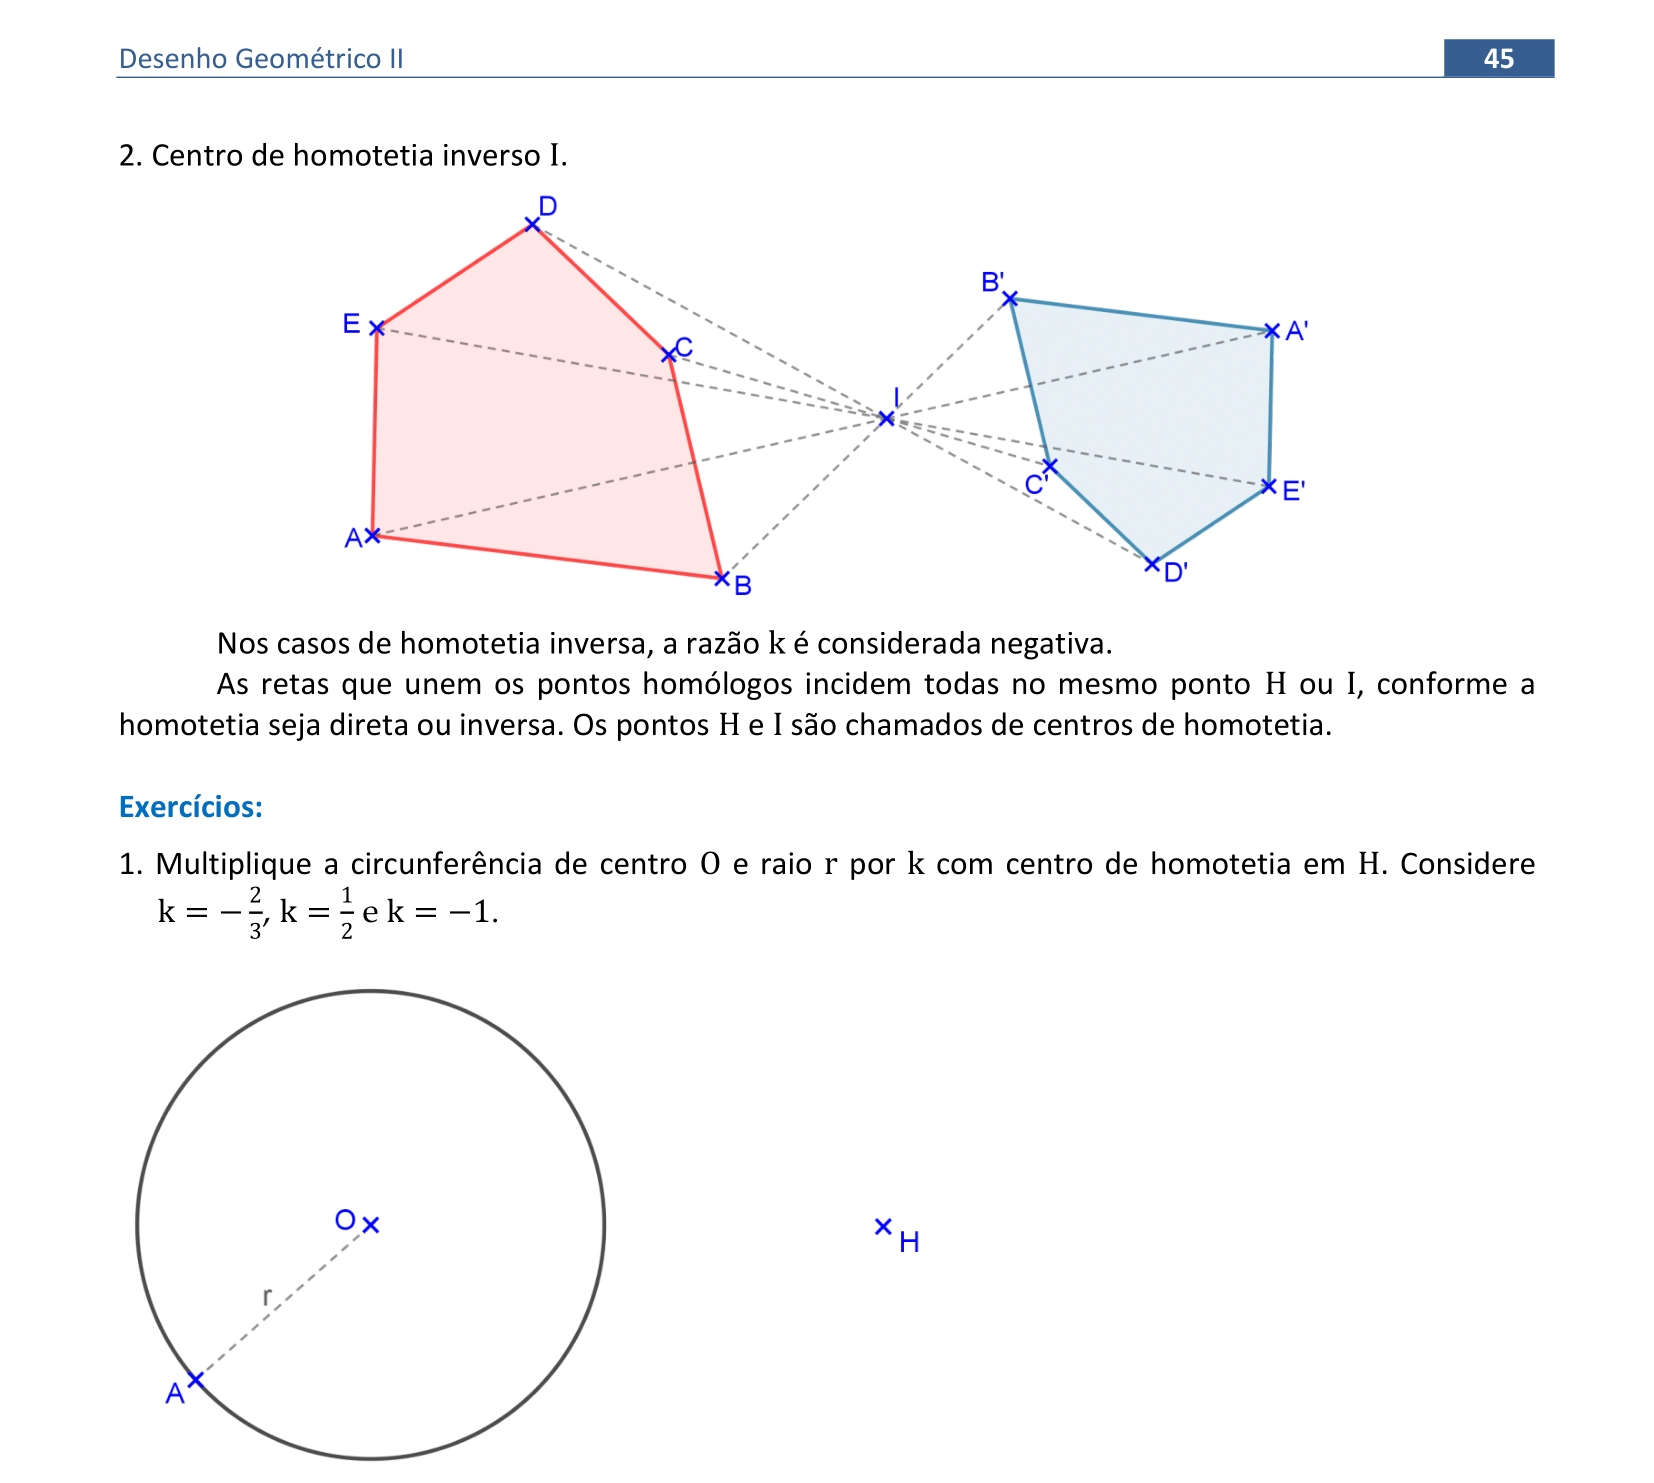 Desenho Geométrico II
45
2. Centro de homotetia inverso I.
D
B'
E
A'
C
I
C'
E'
A
D'
B
Nos casos de homotetia inversa, a razão k é considerada negativa.
As retas que unem os pontos homólogos incidem todas no mesmo ponto H ou I, conforme a
homotetia seja direta ou inversa. Os pontos H e I são chamados de centros de homotetia.
Exercícios:
1. Multiplique a circunferência de centro O e raio r por k com centro de homotetia em H. Considere
k = −2/3, k = 1/2 e k = −1.
O
H
r
A